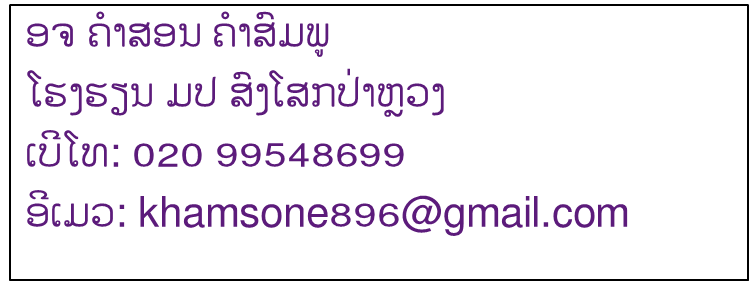 ອຈ ຄໍາສອນ ຄໍາສົມພູ
ໂຮງຮຽນ ມປ ສົງໂສກປ່າຫຼວງ
ເບີໂທ: 020 99548699
ອີເມວ: khamsone896@gmail.com